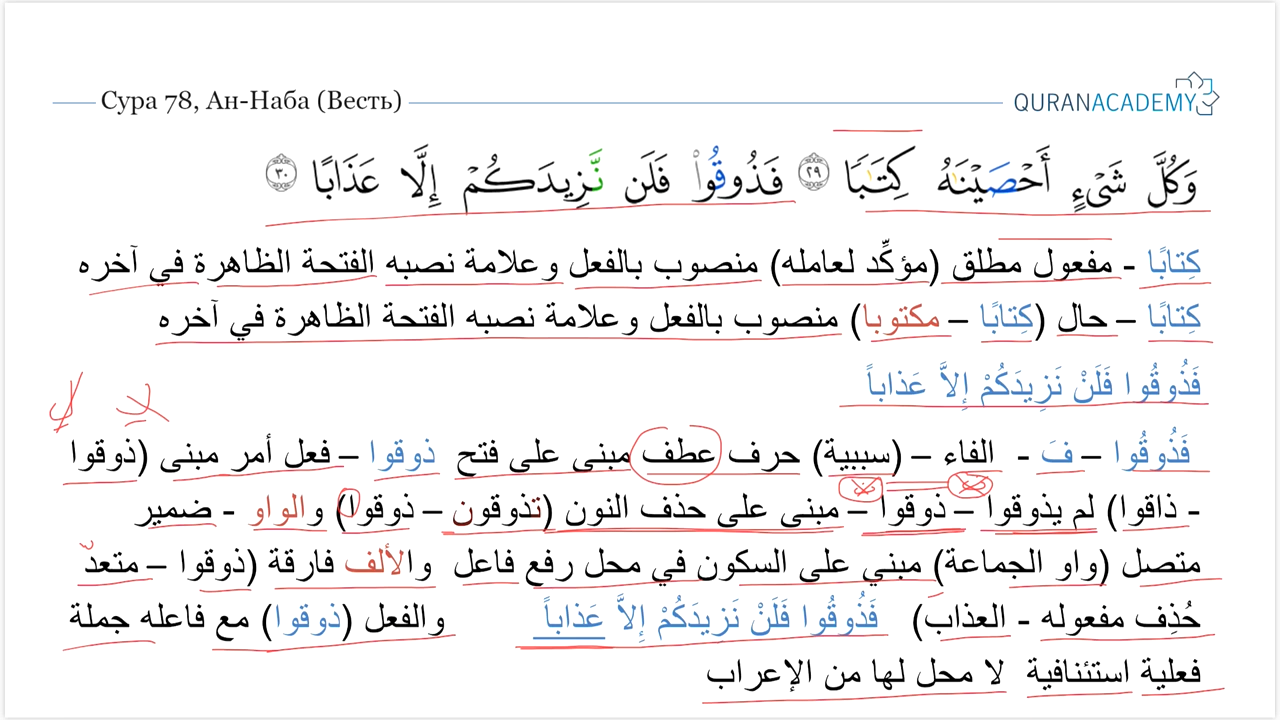 Сура 78, Ан-Наба (Весть)
QURANACADEMY
وَكُلَّ شَىْءٍ أَحْصَيْنَٰهُ كِتَٰبًا ٢٩ فَذُوقُوا۟ فَلَن نَّزِيدَكُمْ إِلَّا عَذَابًا ٣٠
كِتابًا - مفعول مطلق (مؤكِّد لعامله) منصوب بالفعل وعلامة نصبه الفتحة الظاهرة في آخره
كِتابًا – حال (كِتابًا – مكتوبا) منصوب بالفعل وعلامة نصبه الفتحة الظاهرة في آخره
فَذُوقُوا فَلَنْ نَزِيدَكُمْ إِلاَّ عَذاباً
فَذُوقُوا – فَ - الفاء – (سببية) حرف عطف مبنى على فتح ذوقوا – فعل أمر مبنى (ذوقوا
- ذاقوا) لم يذوقوا – ذوقوا – مبنى على حذف النون (تذوقون – ذوقوا) والواو - ضمير
متصل (واو الجماعة) مبني على السكون في محل رفع فاعل والألف فارقة (ذوقوا – متعدّ
حُذِف مفعوله - العذاب) فَذُوقُوا فَلَنْ نَزِيدَكُمْ إِلاَّ عَذاباً والفعل (ذوقوا) مع فاعله جملة
فعلية استئنافية لا محل لها من الإعراب